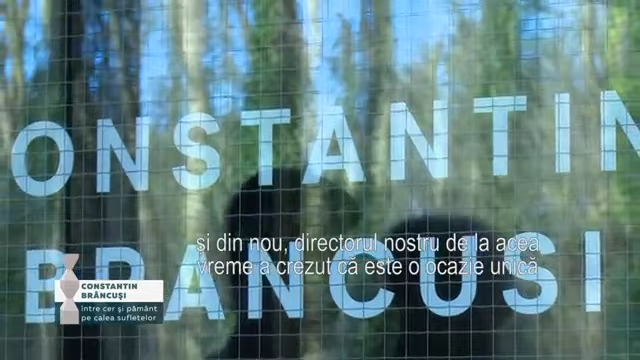 ONSTANTIN
și din nou, directorul nostru de la acea
vreme a crezut că este o ocazie unică
BRANCUSI
CONSTANTIN
BRÂNCUȘI
între cer și pământ
pe calea sufletelor